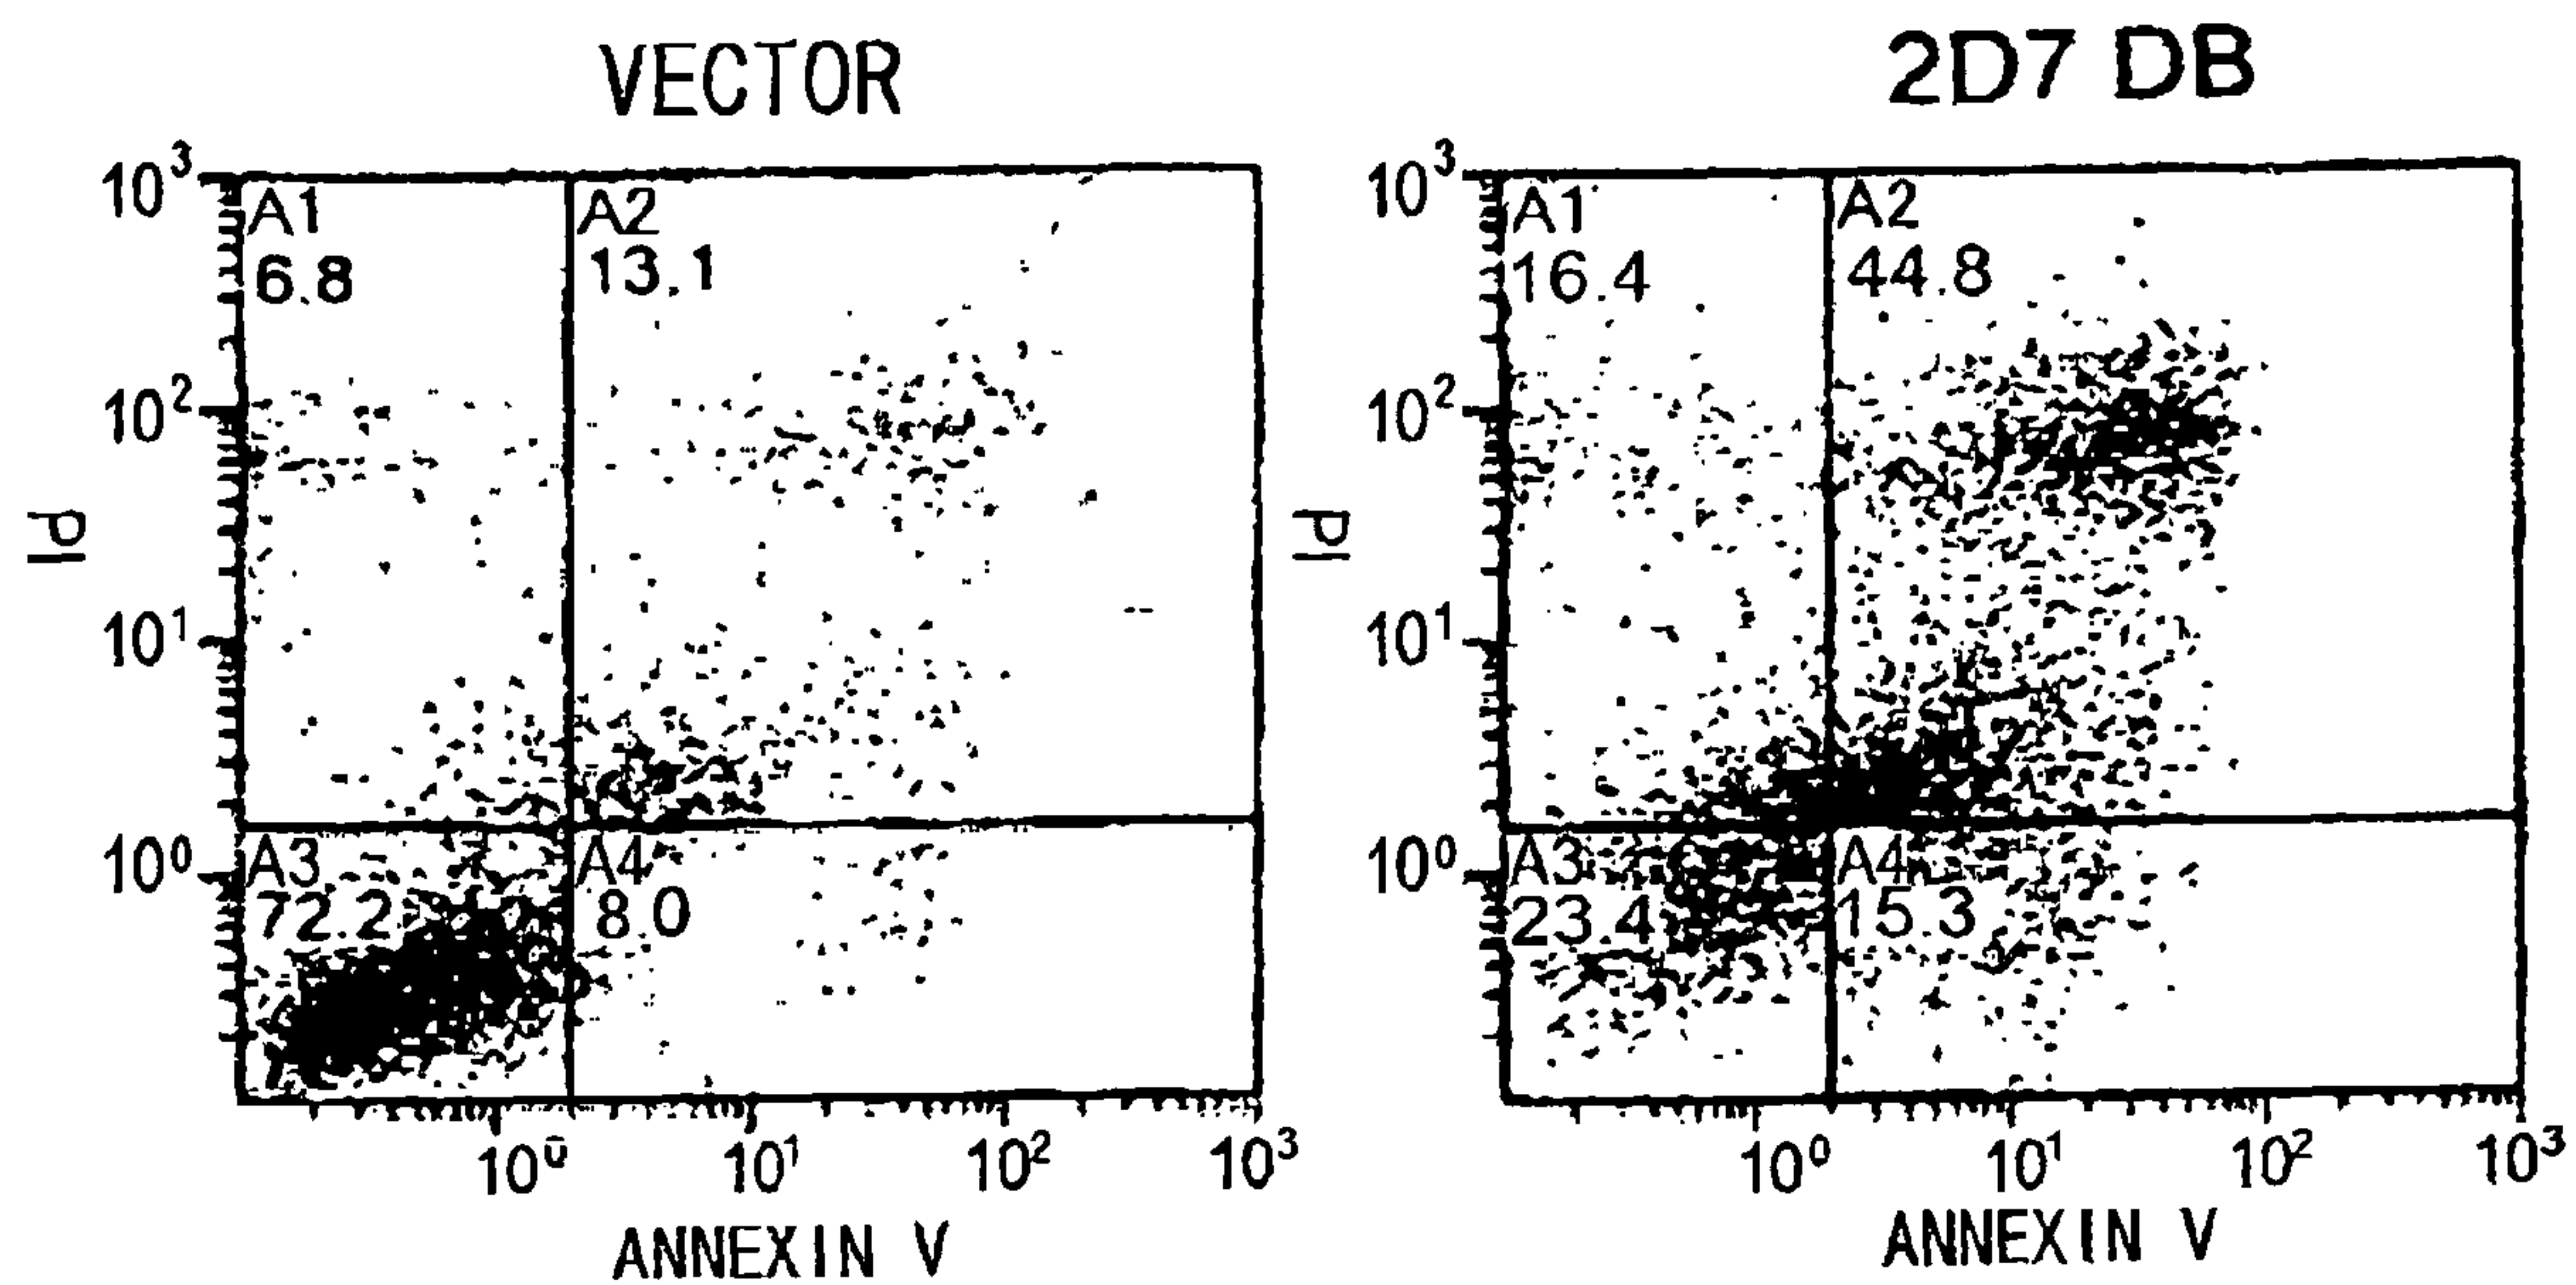 VECTOR
10³
A1
6.8
A2
13.1
10²
PI
10¹
10⁰
A3
72.2
A4
8.0
10⁰ 10¹ 10² 10³
ANNEXIN V
2D7 DB
10³
A1
16.4
A2
44.8
10²
PI
10¹
10⁰
A3
23.4
A4
15.3
10⁰ 10¹ 10² 10³
ANNEXIN V